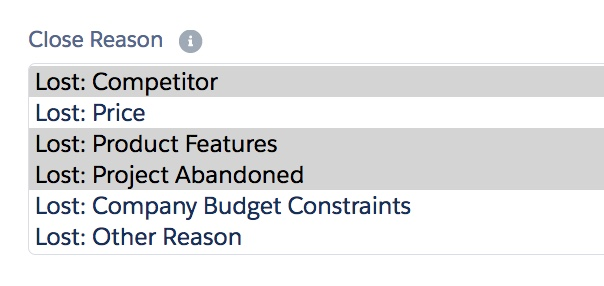 Close Reason
Lost: Competitor
Lost: Price
Lost: Product Features
Lost: Project Abandoned
Lost: Company Budget Constraints
Lost: Other Reason